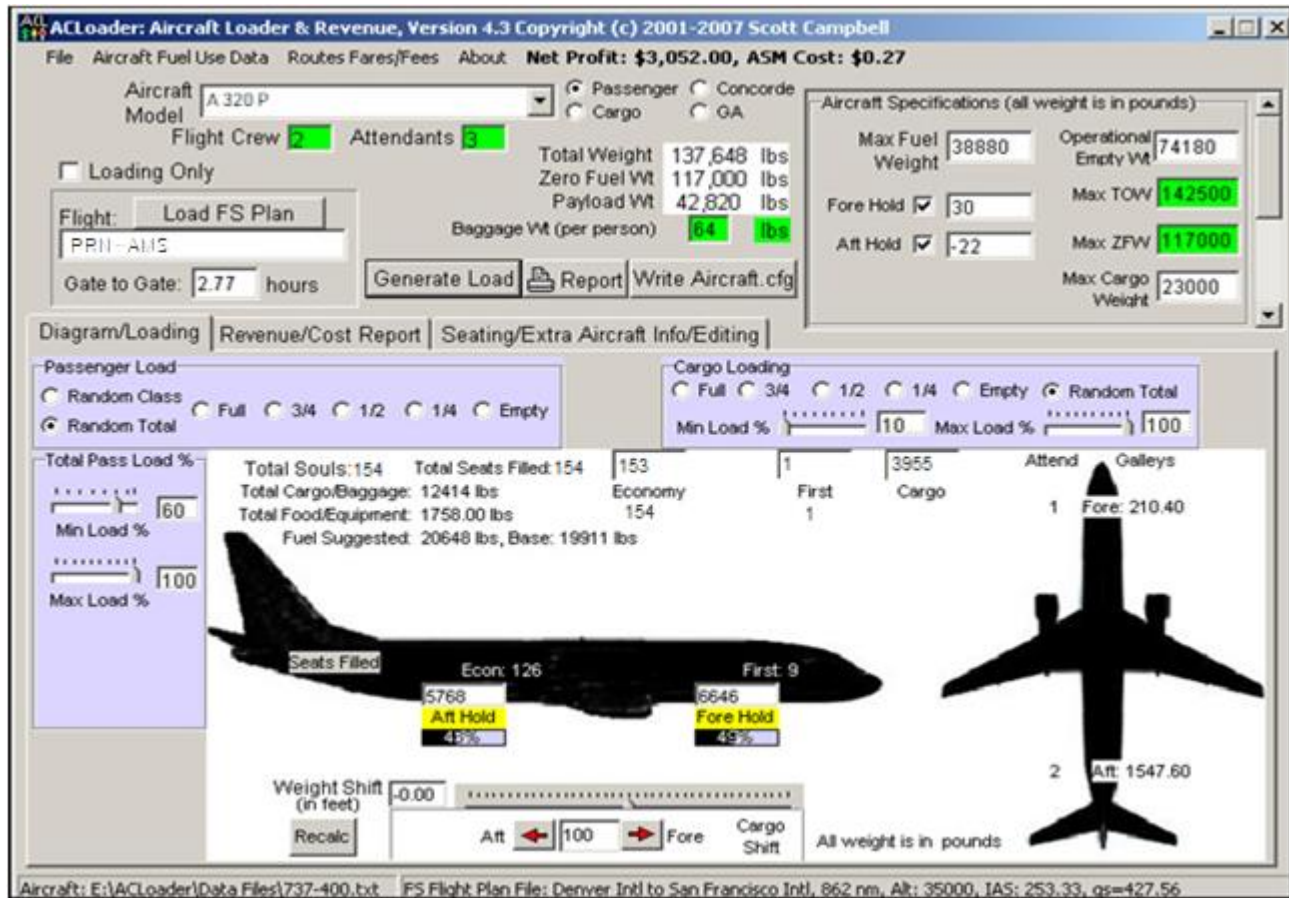 ACLoader: Aircraft Loader & Revenue, Version 4.3 Copyright (c) 2001-2007 Scott Campbell
File Aircraft Fuel Use Data Routes Fares/Fees About Net Profit: $3,052.00, ASM Cost: $0.27
Aircraft Model A 320 P
Passenger Concorde
Cargo GA
Flight Crew 2 Attendants 3
Loading Only
Total Weight 137,648 lbs
Zero Fuel Wt 117,000 lbs
Payload Wt 42,820 lbs
Baggage Wt (per person) 64 lbs
Flight: Load FS Plan
PRN - AMS
Gate to Gate: 2.77 hours
Generate Load Report Write Aircraft.cfg
Aircraft Specifications (all weight is in pounds)
Max Fuel Weight 38880
Operational Empty Wt 74180
Fore Hold 30
Max TOW 142500
Aft Hold -22
Max ZFW 117000
Max Cargo Weight 23000
Diagram/Loading Revenue/Cost Report Seating/Extra Aircraft Info/Editing
Passenger Load
Random Class
Random Total
Full 3/4 1/2 1/4 Empty
Cargo Loading
Full 3/4 1/2 1/4 Empty Random Total
Min Load % 10 Max Load % 100
Total Pass Load %
60
Min Load %
100
Max Load %
Total Souls:154 Total Seats Filled:154 153 1 3955
Total Cargo/Baggage: 12414 lbs Economy First Cargo
Total Food/Equipment: 1758.00 lbs 154 1
Fuel Suggested: 20648 lbs, Base: 19911 lbs
Attend Galleys
1 Fore: 210.40
Seats Filled Econ: 126 First: 9
5768 6646
Aft Hold Fore Hold
48% 49%
2 Aft: 1547.60
Weight Shift (in feet) -0.00
Recalc
Aft 100 Fore Cargo Shift
All weight is in pounds
Aircraft: E:\ACLoader\Data Files\737-400.txt FS Flight Plan File: Denver Intl to San Francisco Intl, 862 nm, Alt: 35000, IAS: 253.33, gs=427.56